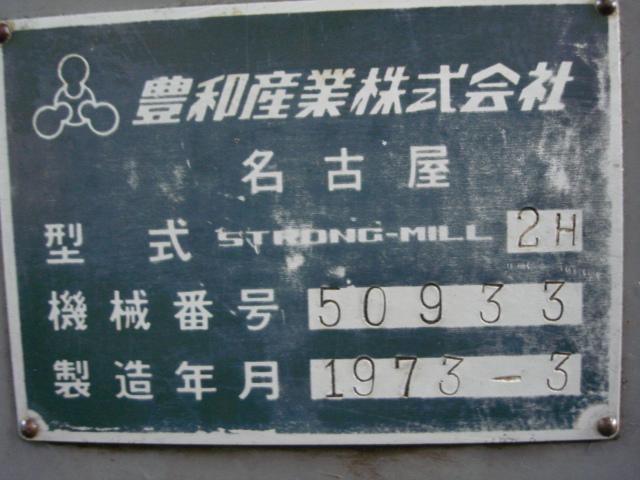 豊和産業株式会社
名古屋
型式 STRONG-MILL 2H
機械番号 50933
製造年月 1973-3